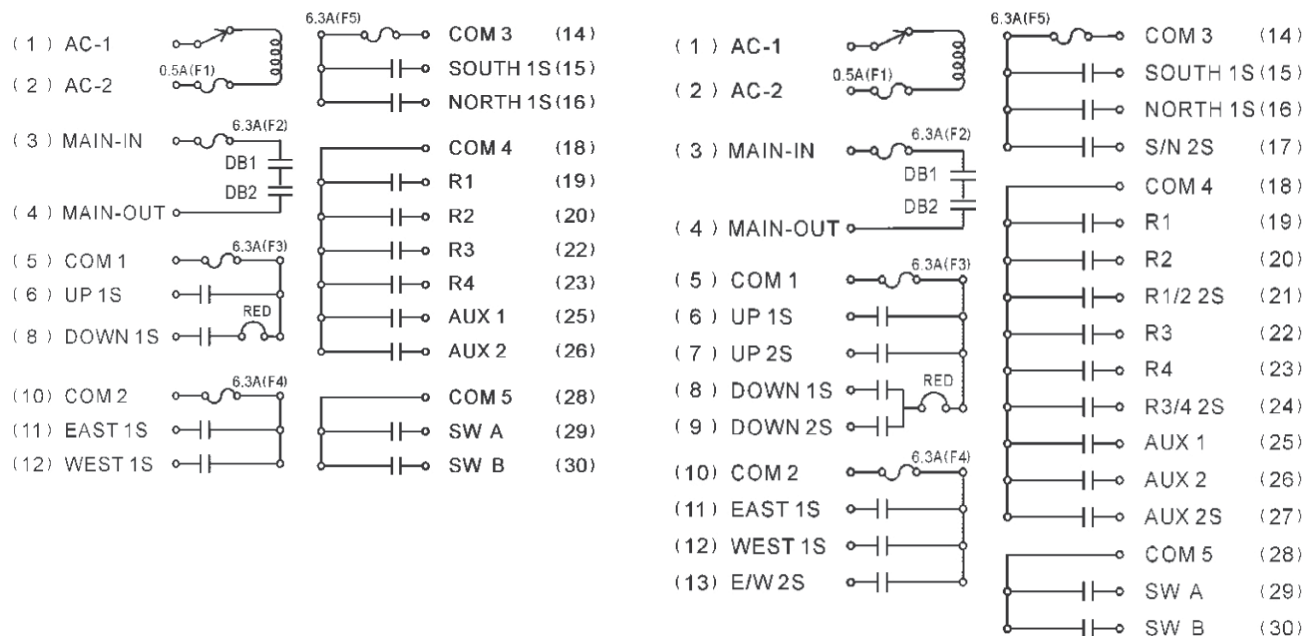 ( 1 ) AC-1
0.5A(F1)
( 2 ) AC-2
6.3A(F2)
( 3 ) MAIN-IN
DB1
DB2
( 4 ) MAIN-OUT
6.3A(F3)
( 5 ) COM 1
( 6 ) UP 1S
RED
( 8 ) DOWN 1S
6.3A(F4)
(10) COM 2
(11) EAST 1S
(12) WEST 1S
6.3A(F5)
COM 3 (14)
SOUTH 1S (15)
NORTH 1S (16)
COM 4 (18)
R1 (19)
R2 (20)
R3 (22)
R4 (23)
AUX 1 (25)
AUX 2 (26)
COM 5 (28)
SW A (29)
SW B (30)
( 1 ) AC-1
0.5A(F1)
( 2 ) AC-2
6.3A(F2)
( 3 ) MAIN-IN
DB1
DB2
( 4 ) MAIN-OUT
6.3A(F3)
( 5 ) COM 1
( 6 ) UP 1S
( 7 ) UP 2S
RED
( 8 ) DOWN 1S
( 9 ) DOWN 2S
6.3A(F4)
(10) COM 2
(11) EAST 1S
(12) WEST 1S
(13) E/W 2S
6.3A(F5)
COM 3 (14)
SOUTH 1S (15)
NORTH 1S (16)
S/N 2S (17)
COM 4 (18)
R1 (19)
R2 (20)
R1/2 2S (21)
R3 (22)
R4 (23)
R3/4 2S (24)
AUX 1 (25)
AUX 2 (26)
AUX 2S (27)
COM 5 (28)
SW A (29)
SW B (30)